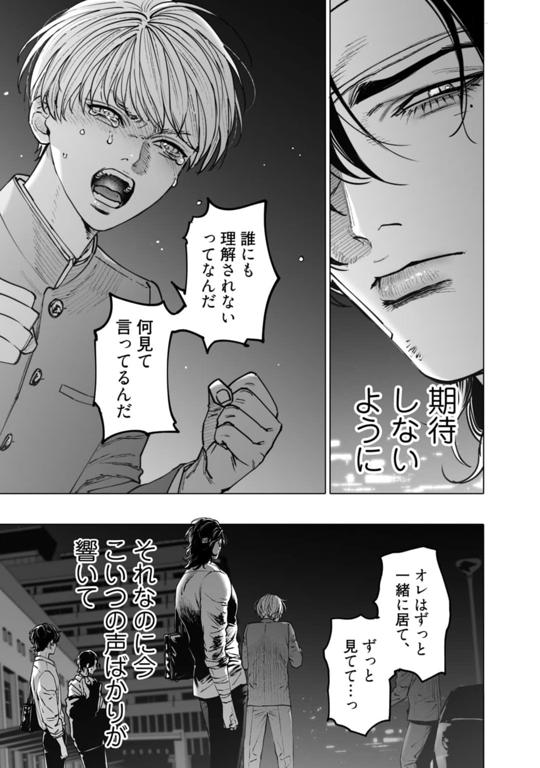 期待
しない
ように
誰にも
理解されない
ってなんだ
何見て
言ってるんだ
オレはずっと
一緒に居て、
ずっと
見てて…っ
それなのに今
こいつの声ばかりが
響いて